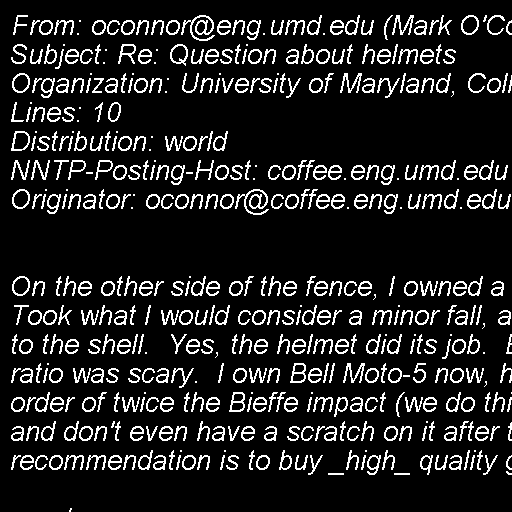 From: oconnor@eng.umd.edu (Mark
Subject: Re: Question about helmets
Organization: University of Maryland,
Lines: 10
Distribution: world
NNTP-Posting-Host: coffee.eng.umd.edu
Originator: oconnor@coffee.eng.umd.edu
On the other side of the fence, I owned a
Took what I would consider a minor fall,
to the shell.  Yes, the helmet did its job.
ratio was scary.  I own Bell Moto-5 now,
order of twice the Bieffe impact (we do
and don't even have a scratch on it after
recommendation is to buy _high_ quality